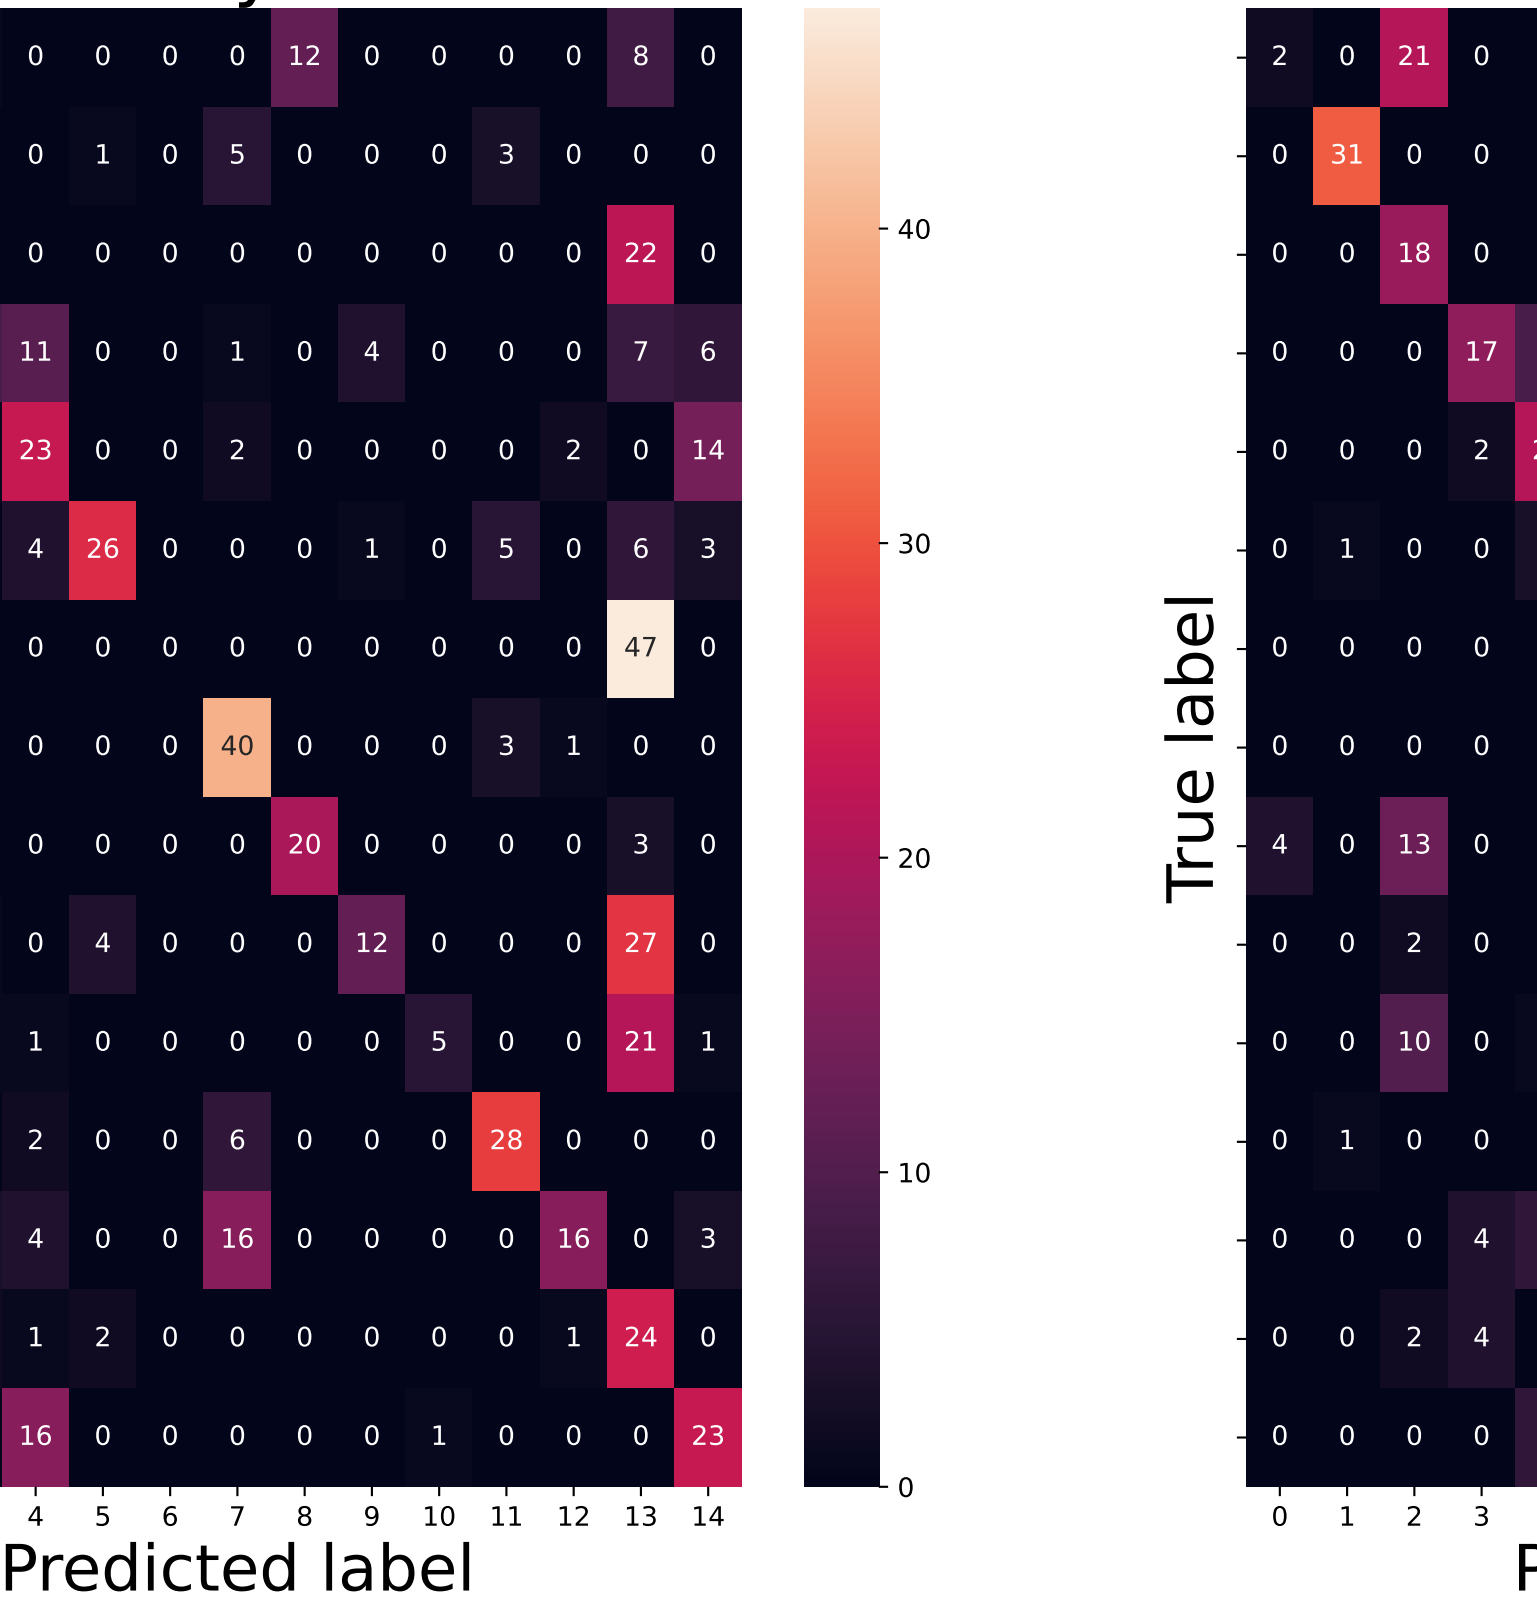 0 0 0 0 12 0 0 0 0 8 0
0 1 0 5 0 0 0 3 0 0 0
0 0 0 0 0 0 0 0 0 22 0
11 0 0 1 0 4 0 0 0 7 6
23 0 0 2 0 0 0 0 2 0 14
4 26 0 0 0 1 0 5 0 6 3
0 0 0 0 0 0 0 0 0 47 0
0 0 0 40 0 0 0 3 1 0 0
0 0 0 0 20 0 0 0 0 3 0
0 4 0 0 0 12 0 0 0 27 0
1 0 0 0 0 0 5 0 0 21 1
2 0 0 6 0 0 0 28 0 0 0
4 0 0 16 0 0 0 0 16 0 3
1 2 0 0 0 0 0 0 1 24 0
16 0 0 0 0 0 1 0 0 0 23
4 5 6 7 8 9 10 11 12 13 14
Predicted label
40
30
20
10
0
True label
2 0 21 0
0 31 0 0
0 0 18 0
0 0 0 17
0 0 0 2
0 1 0 0
0 0 0 0
0 0 0 0
4 0 13 0
0 0 2 0
0 0 10 0
0 1 0 0
0 0 0 4
0 0 2 4
0 0 0 0
0 1 2 3